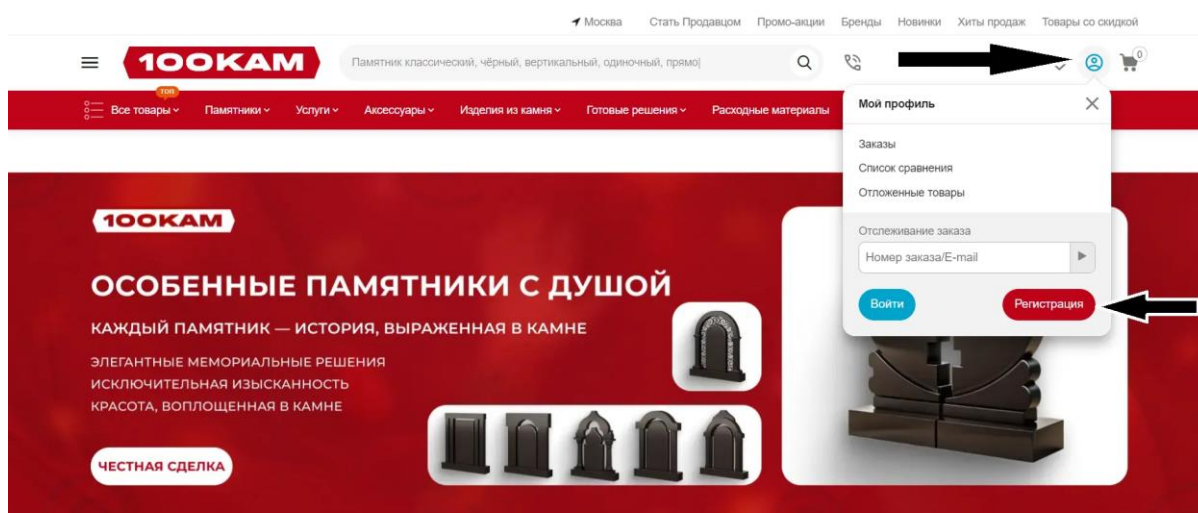 Москва Стать Продавцом Промо-акции Бренды Новинки Хиты продаж Товары со скидкой
100КАМ Памятник классический, чёрный, вертикальный, одиночный, прямо| 0
ТОП
Все товары Памятники Услуги Аксессуары Изделия из камня Готовые решения Расходные материалы
Мой профиль
Заказы
Список сравнения
Отложенные товары
Отслеживание заказа
Номер заказа/E-mail
Войти Регистрация
100КАМ
ОСОБЕННЫЕ ПАМЯТНИКИ С ДУШОЙ
КАЖДЫЙ ПАМЯТНИК — ИСТОРИЯ, ВЫРАЖЕННАЯ В КАМНЕ
ЭЛЕГАНТНЫЕ МЕМОРИАЛЬНЫЕ РЕШЕНИЯ
ИСКЛЮЧИТЕЛЬНАЯ ИЗЫСКАННОСТЬ
КРАСОТА, ВОПЛОЩЕННАЯ В КАМНЕ
ЧЕСТНАЯ СДЕЛКА